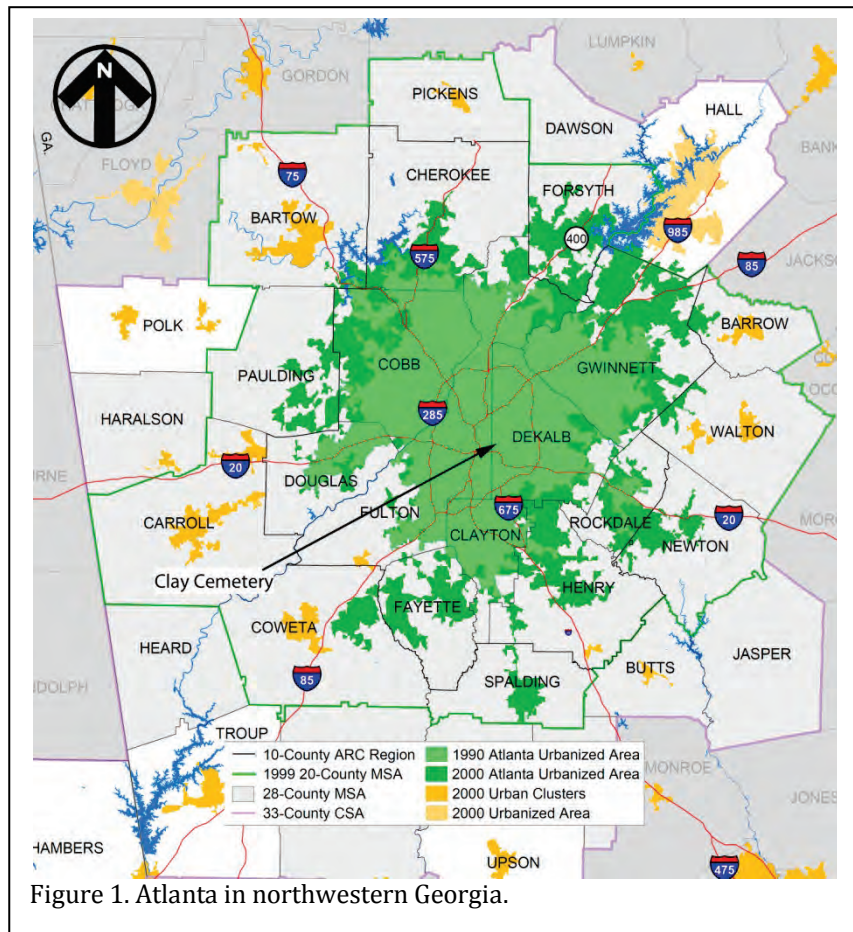 N
LUMPKIN
GORDON
PICKENS
HALL
DAWSON
GA.
BANK
FLOYD
CHEROKEE
75
FORSYTH
BARTOW
400
985
575
85
JACKSO
POLK
BARROW
COBB
GWINNETT
PAULDING
OCO
HARALSON
285
WALTON
DEKALB
20
DOUGLAS
URNE
675
ROCKDALE
20
CARROLL
FULTON
MORG
CLAYTON
NEWTON
Clay Cemetery
HENRY
FAYETTE
COWETA
HEARD
JASPER
BUTTS
85
NDOLPH
SPALDING
TROUP
10-County ARC Region
1999 20-County MSA
28-County MSA
33-County CSA
1990 Atlanta Urbanized Area
2000 Atlanta Urbanized Area
2000 Urban Clusters
2000 Urbanized Area
MONROE
JONES
HAMBERS
UPSON
475
Figure 1. Atlanta in northwestern Georgia.